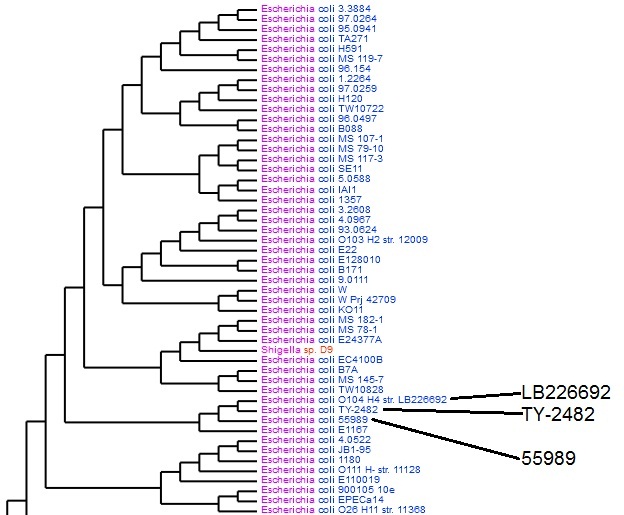 Escherichia coli 3.3884
Escherichia coli 97.0264
Escherichia coli 95.0941
Escherichia coli TA271
Escherichia coli H591
Escherichia coli MS 119-7
Escherichia coli 96.154
Escherichia coli 1.2264
Escherichia coli 97.0259
Escherichia coli H120
Escherichia coli TW10722
Escherichia coli 96.0497
Escherichia coli B088
Escherichia coli MS 107-1
Escherichia coli MS 79-10
Escherichia coli MS 117-3
Escherichia coli SE11
Escherichia coli 5.0588
Escherichia coli IAI1
Escherichia coli 1357
Escherichia coli 3.2608
Escherichia coli 4.0967
Escherichia coli 93.0624
Escherichia coli O103 H2 str. 12009
Escherichia coli E22
Escherichia coli E128010
Escherichia coli B171
Escherichia coli 9.0111
Escherichia coli W
Escherichia coli W Prj 42709
Escherichia coli KO11
Escherichia coli MS 182-1
Escherichia coli MS 78-1
Escherichia coli E24377A
Shigella sp. D9
Escherichia coli EC4100B
Escherichia coli B7A
Escherichia coli MS 145-7
Escherichia coli TW10828
Escherichia coli O104 H4 str. LB226692
LB226692
Escherichia coli TY-2482
TY-2482
Escherichia coli 55989
Escherichia coli E1167
Escherichia coli 4.0522
Escherichia coli JB1-95
Escherichia coli 1180
55989
Escherichia coli O111 H- str. 11128
Escherichia coli E110019
Escherichia coli 900105 10e
Escherichia coli EPECa14
Escherichia coli O26 H11 str. 11368